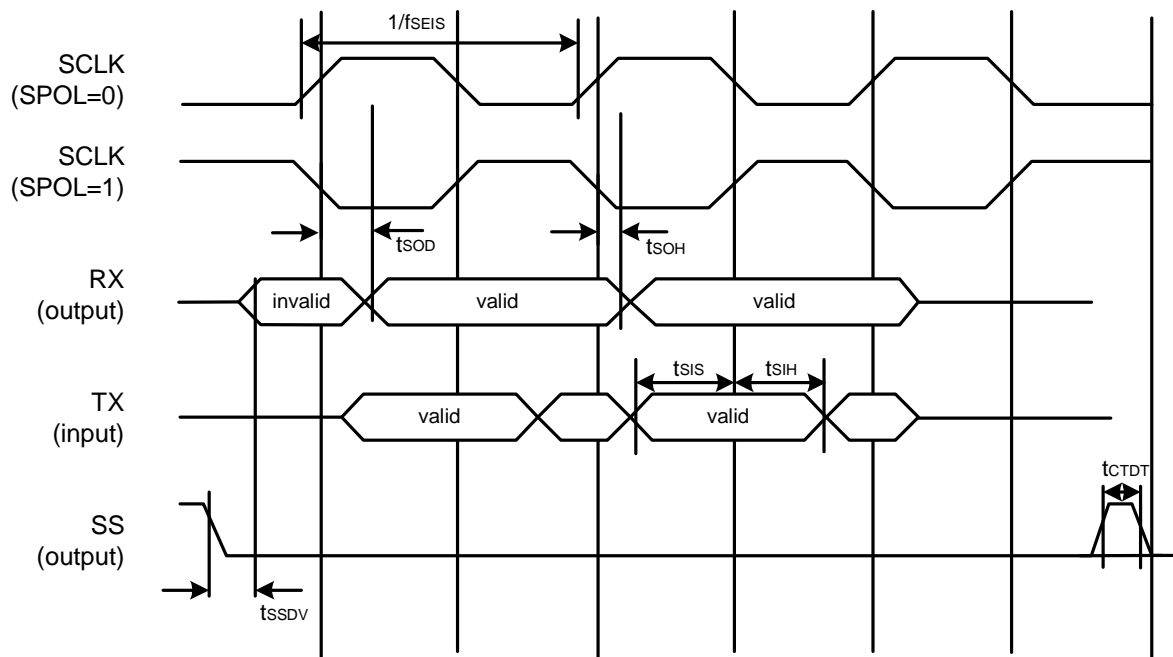 1/fSEIS
SCLK
(SPOL=0)
SCLK
(SPOL=1)
tSOD
tSOH
RX
(output)
invalid
valid
valid
tSIS
tSIH
TX
(input)
valid
valid
tCTDT
SS
(output)
tSSDV